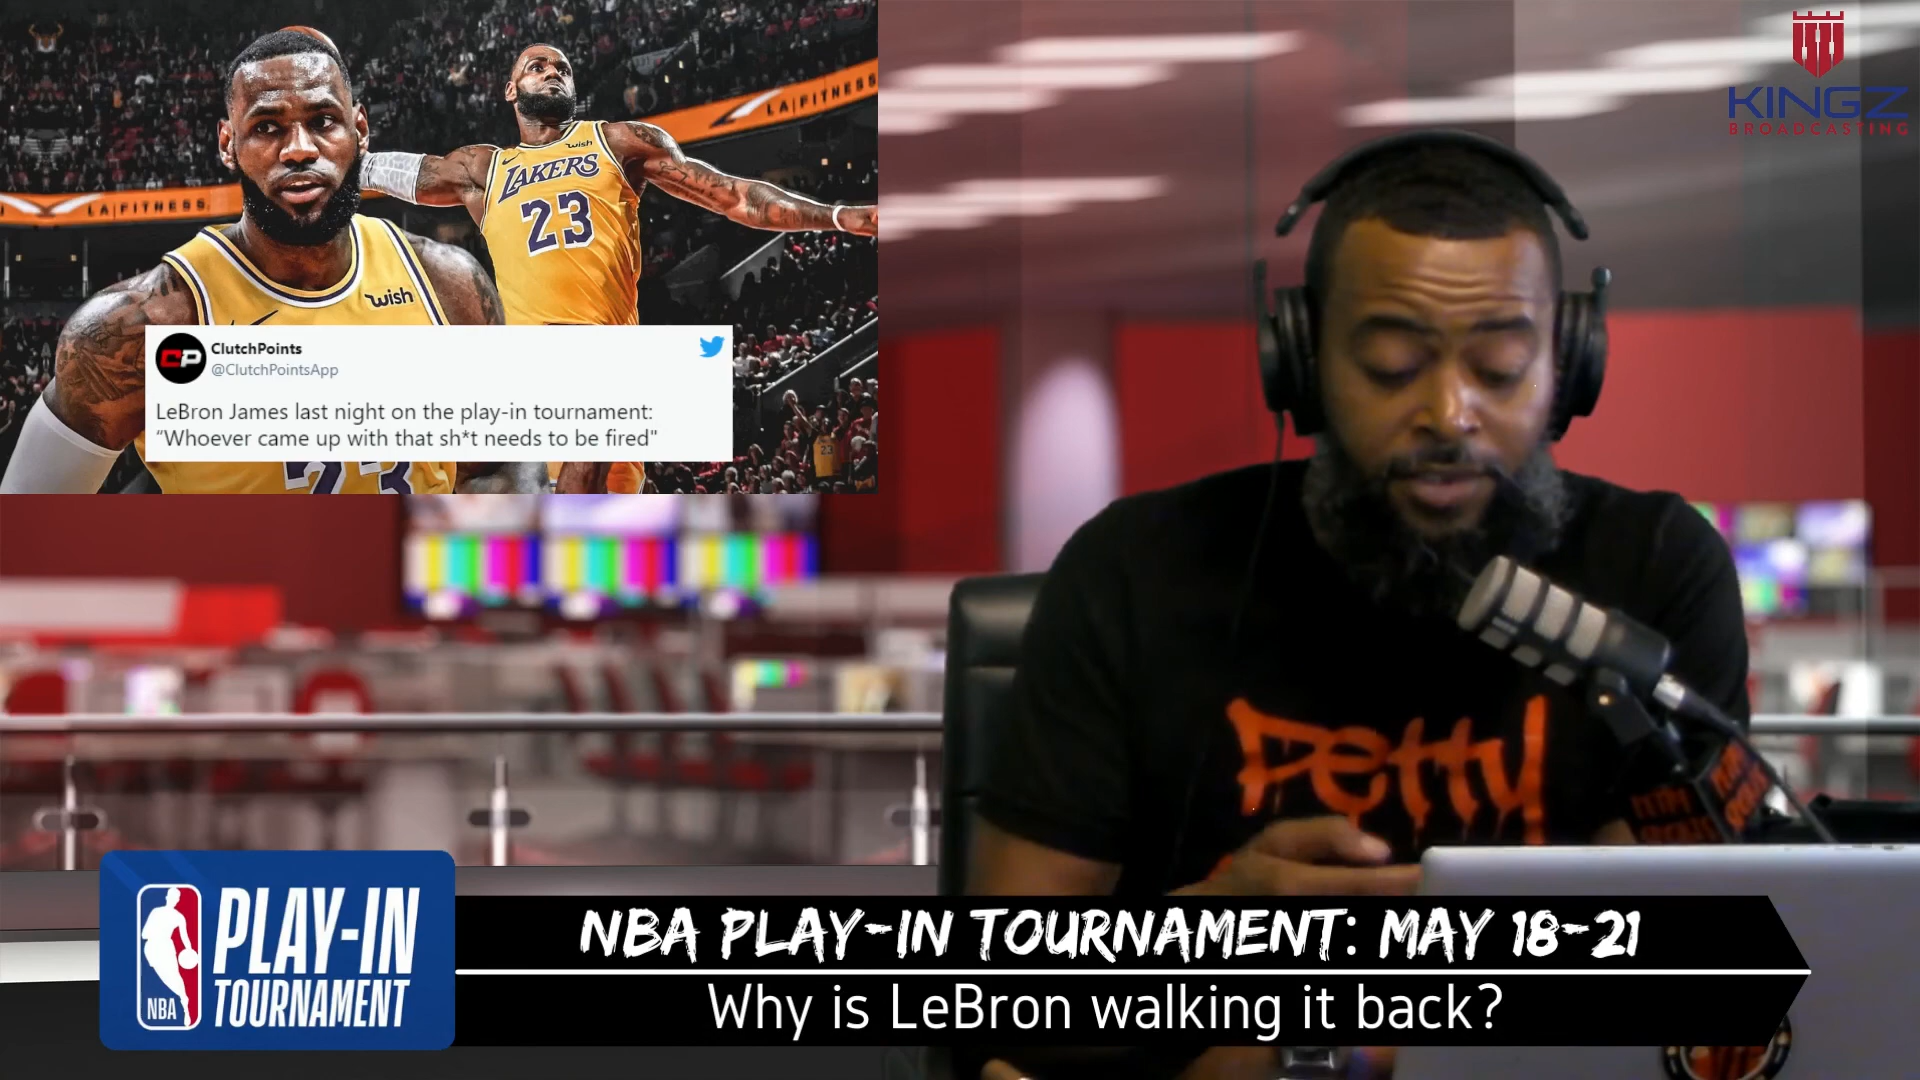 KINGZ
BROADCASTING
LA|FITNESS
LA|FITNESS
wish
LAKERS
23
wish
23
CP
ClutchPoints
@ClutchPointsApp
LeBron James last night on the play-in tournament:
“Whoever came up with that sh*t needs to be fired"
Petty
NBA
PLAY-IN
TOURNAMENT
NBA PLAY-IN TOURNAMENT: MAY 18-21
Why is LeBron walking it back?